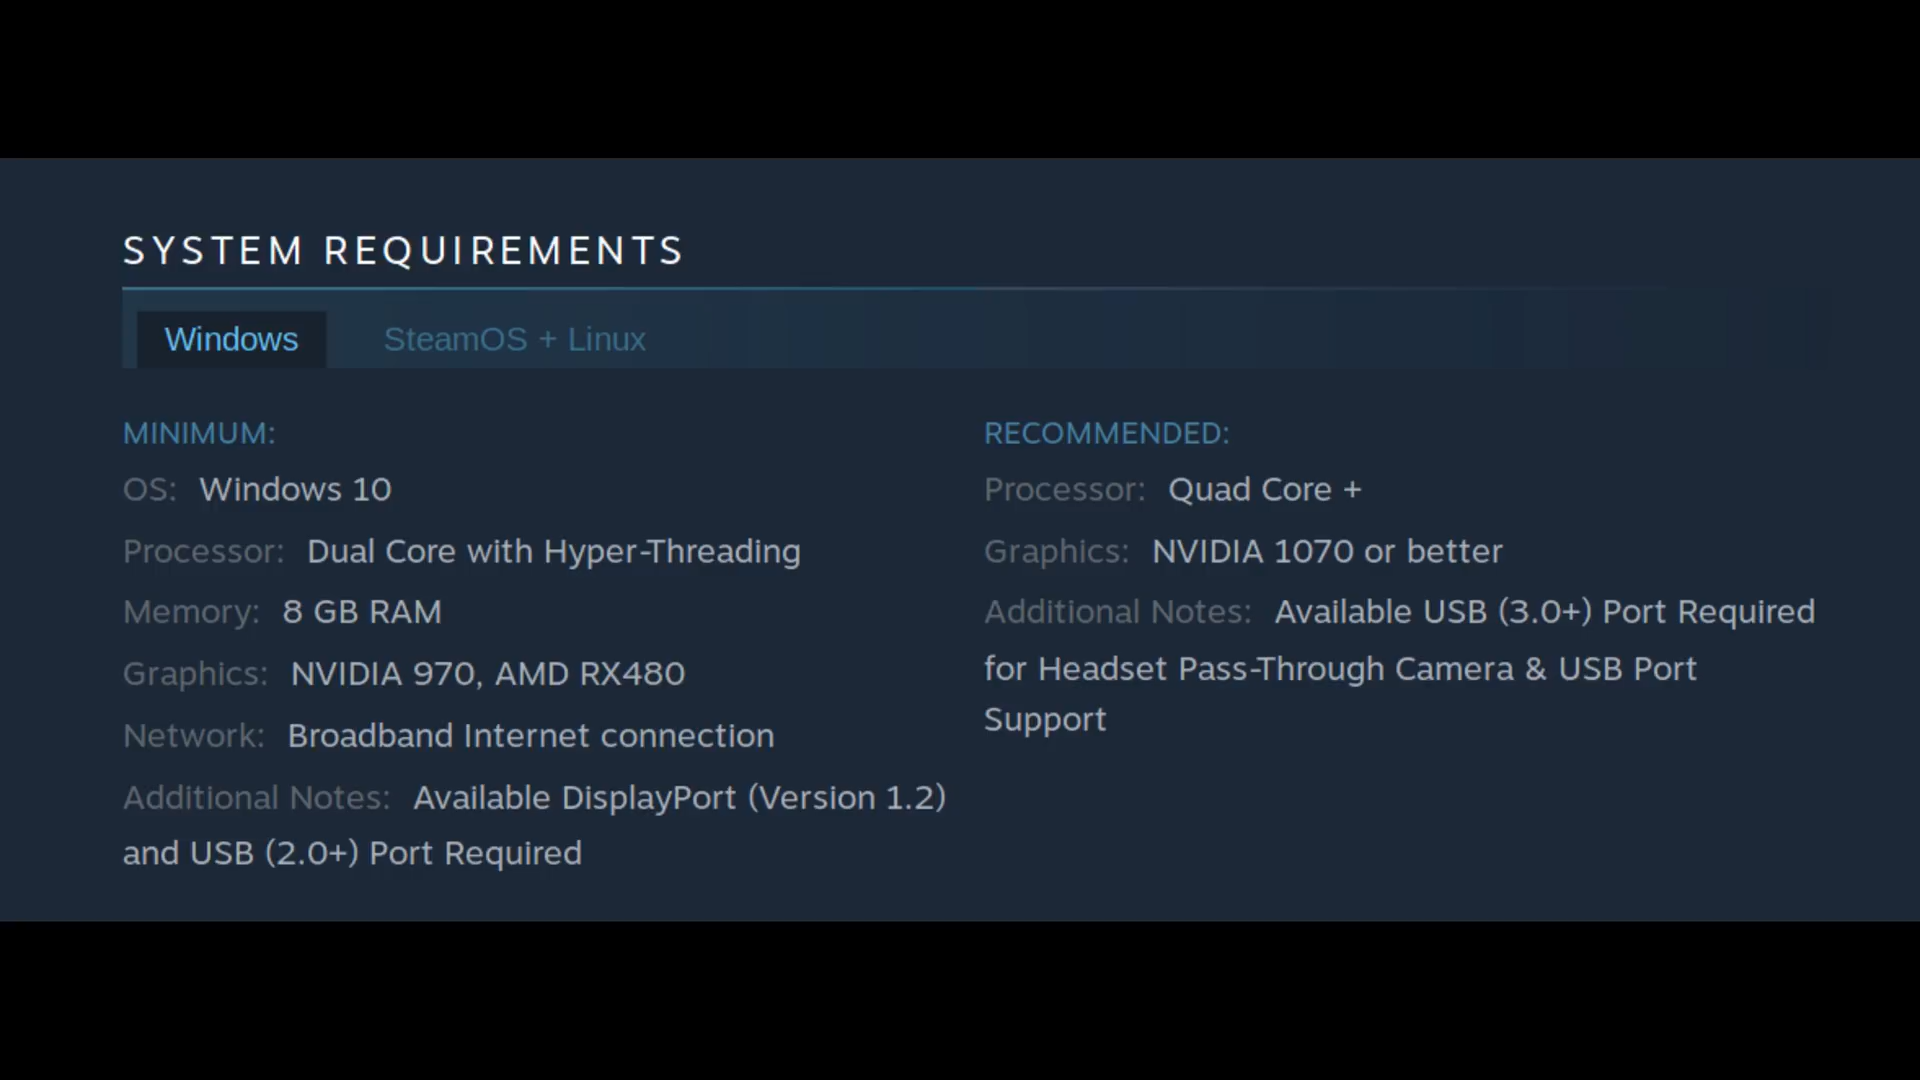 SYSTEM REQUIREMENTS
Windows SteamOS + Linux
MINIMUM:
OS: Windows 10
Processor: Dual Core with Hyper-Threading
Memory: 8 GB RAM
Graphics: NVIDIA 970, AMD RX480
Network: Broadband Internet connection
Additional Notes: Available DisplayPort (Version 1.2)
and USB (2.0+) Port Required
RECOMMENDED:
Processor: Quad Core +
Graphics: NVIDIA 1070 or better
Additional Notes: Available USB (3.0+) Port Required
for Headset Pass-Through Camera & USB Port
Support